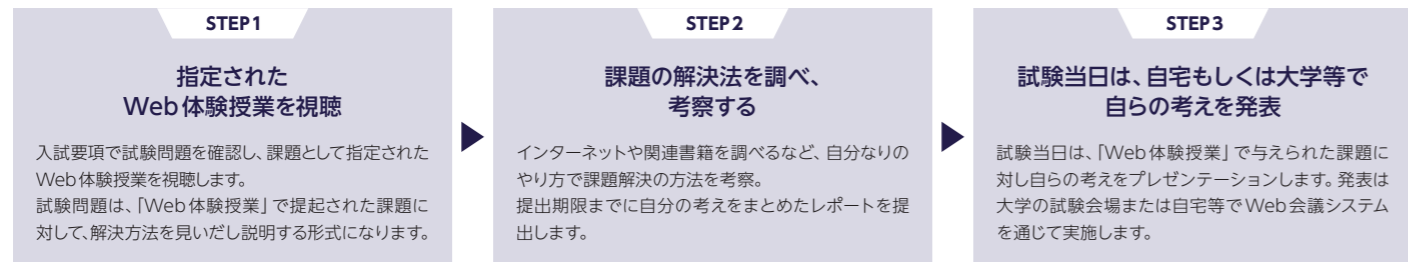 STEP1
指定された
Web体験授業を視聴
入試要項で試験問題を確認し、課題として指定された
Web体験授業を視聴します。
試験問題は、「Web体験授業」で提起された課題に
対して、解決方法を見いだし説明する形式になります。
STEP2
課題の解決法を調べ、
考察する
インターネットや関連書籍を調べるなど、自分なりの
やり方で課題解決の方法を考察。
提出期限までに自分の考えをまとめたレポートを提
出します。
STEP3
試験当日は、自宅もしくは大学等で
自らの考えを発表
試験当日は、「Web体験授業」で与えられた課題に
対し自らの考えをプレゼンテーションします。発表は
大学の試験会場または自宅等でWeb会議システム
を通じて実施します。